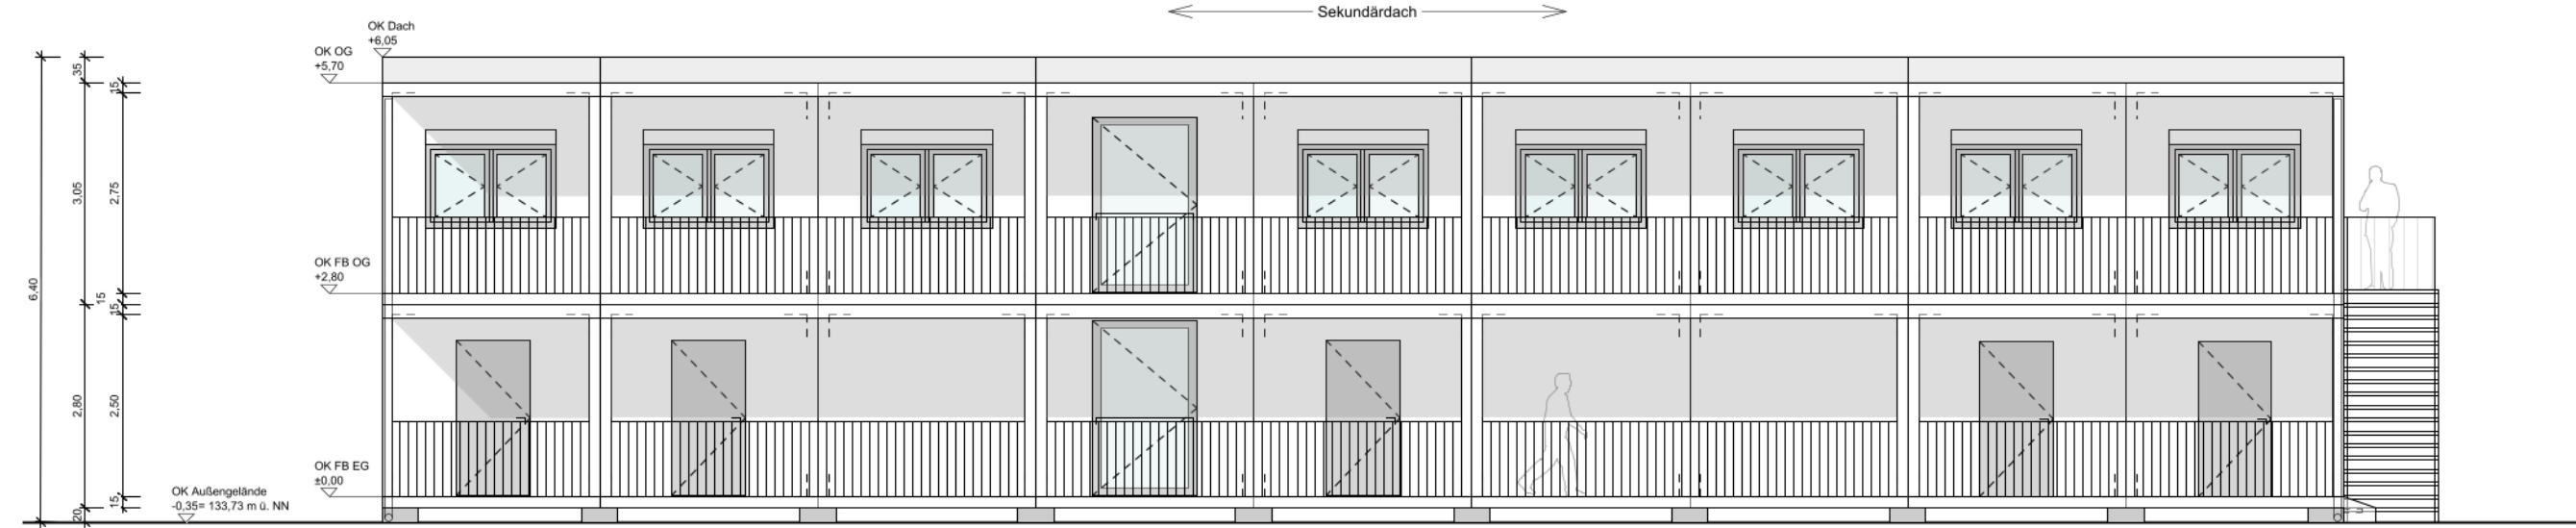 Sekundärdach
OK Dach
+6,05
OK OG
+5,70
35
15
3,05
2,75
OK FB OG
+2,80
6,40
15
15
2,80
2,50
OK FB EG
±0,00
OK Außengelände
-0,35= 133,73 m ü. NN
15
20